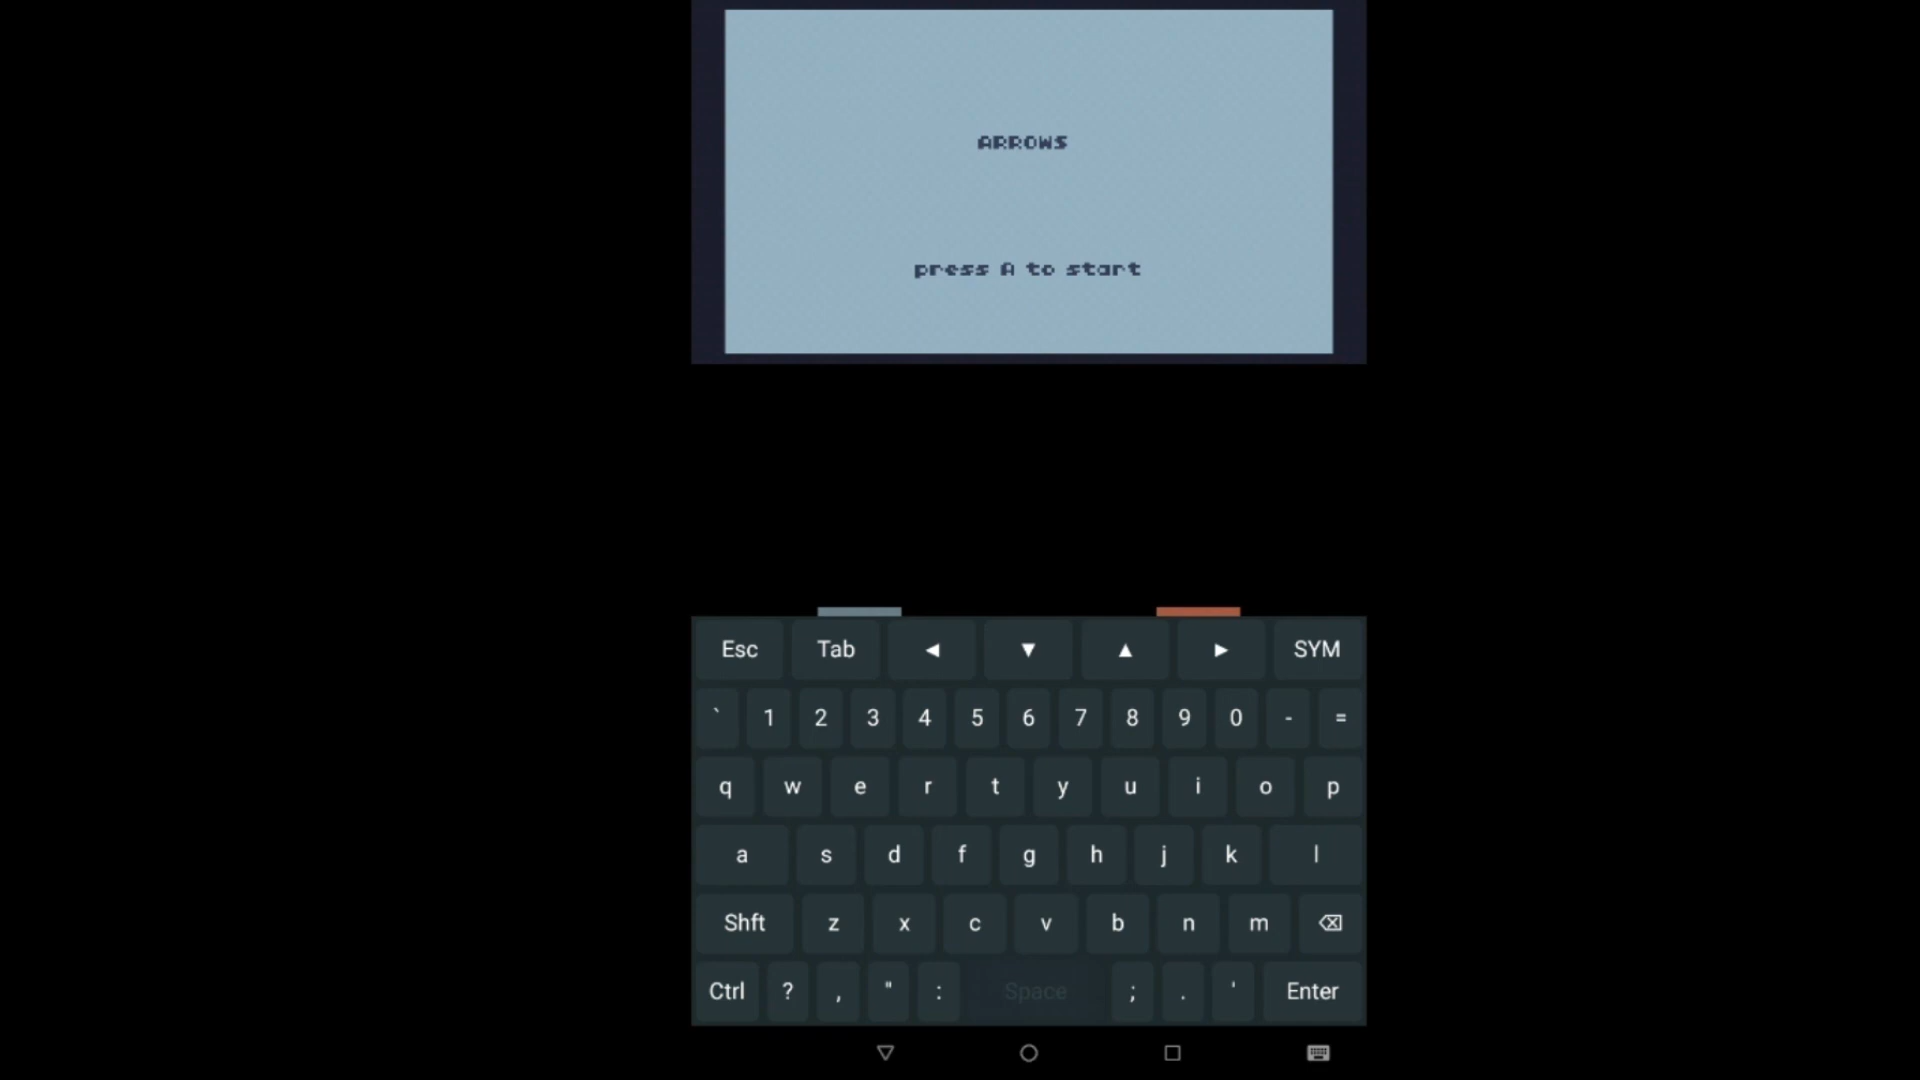 ARROWS
press A to start
Esc Tab ◀ ▼ ▲ ▶ SYM
` 1 2 3 4 5 6 7 8 9 0 - =
q w e r t y u i o p
a s d f g h j k l
Shft z x c v b n m
Ctrl ? , " : Space ; . ' Enter